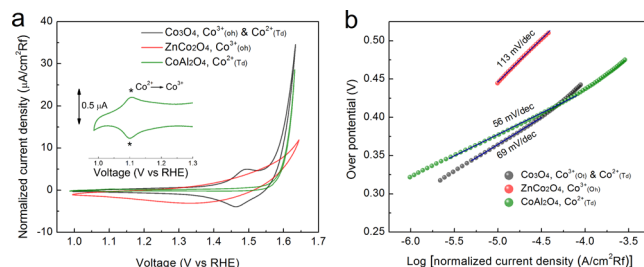 a
Normalized current density (μA/cm²Rf)
40
30
20
10
0
-10
1.0
1.1
1.2
1.3
1.4
1.5
1.6
1.7
Voltage (V vs RHE)
Co₃O₄, Co³⁺(oh) & Co²⁺(Td)
ZnCo₂O₄, Co³⁺(oh)
CoAl₂O₄, Co²⁺(Td)
0.5 μA
*
Co²⁺ → Co³⁺
*
1.0
1.1
1.2
1.3
Voltage (V vs RHE)
b
Over pontential (V)
0.50
0.45
0.40
0.35
0.30
0.25
-6.0
-5.5
-5.0
-4.5
-4.0
-3.5
Log [normalized current density (A/cm²Rf)]
113 mV/dec
56 mV/dec
69 mV/dec
Co₃O₄, Co³⁺(Ot) & Co²⁺(Td)
ZnCo₂O₄, Co³⁺(Oh)
CoAl₂O₄, Co²⁺(Td)